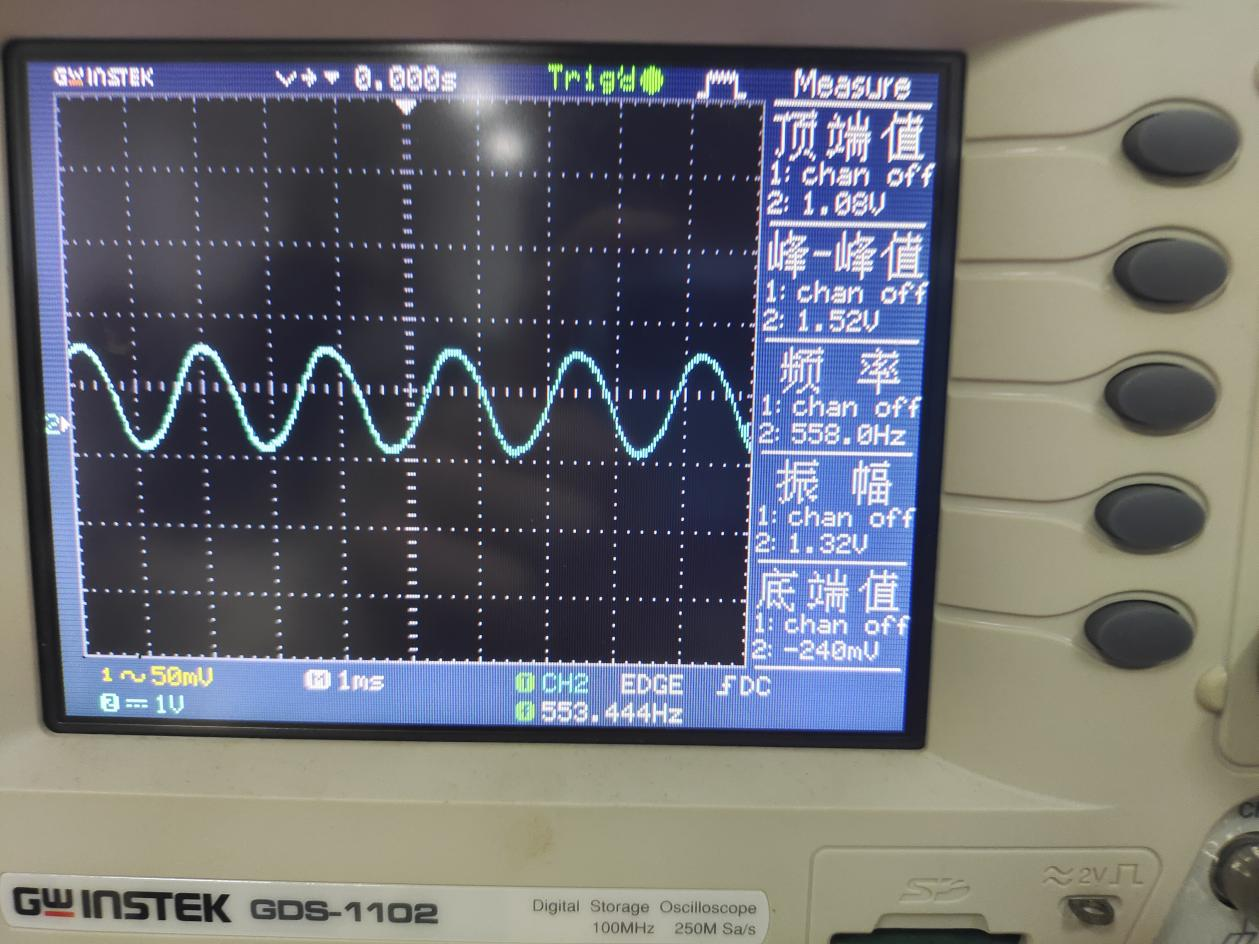 GW INSTEK 0.000s Trig'd Measure
顶端值
1: chan off
2: 1.08V
峰-峰值
1: chan off
2: 1.52V
频率
1: chan off
2: 558.0Hz
振幅
1: chan off
2: 1.32V
底端值
1: chan off
2: -240mV
2
1 ～ 50mV M 1ms T CH2 EDGE DC
2 1V f 553.444Hz
GW INSTEK GDS-1102
Digital Storage Oscilloscope
100MHz 250M Sa/s
SD
≈2V